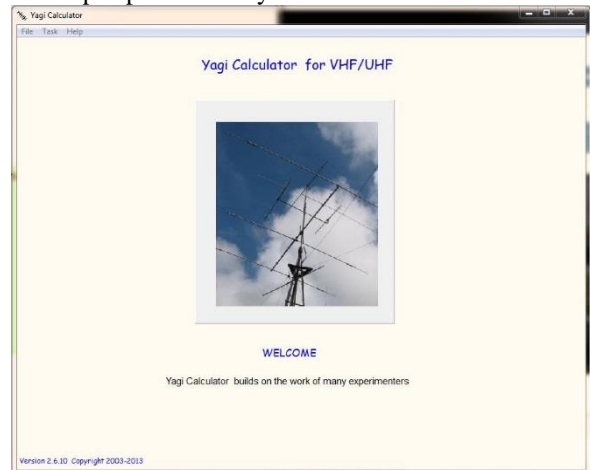 Yagi Calculator
File Task Help
Yagi Calculator for VHF/UHF
WELCOME
Yagi Calculator builds on the work of many experimenters
Version 2.6.10 Copyright 2003-2013